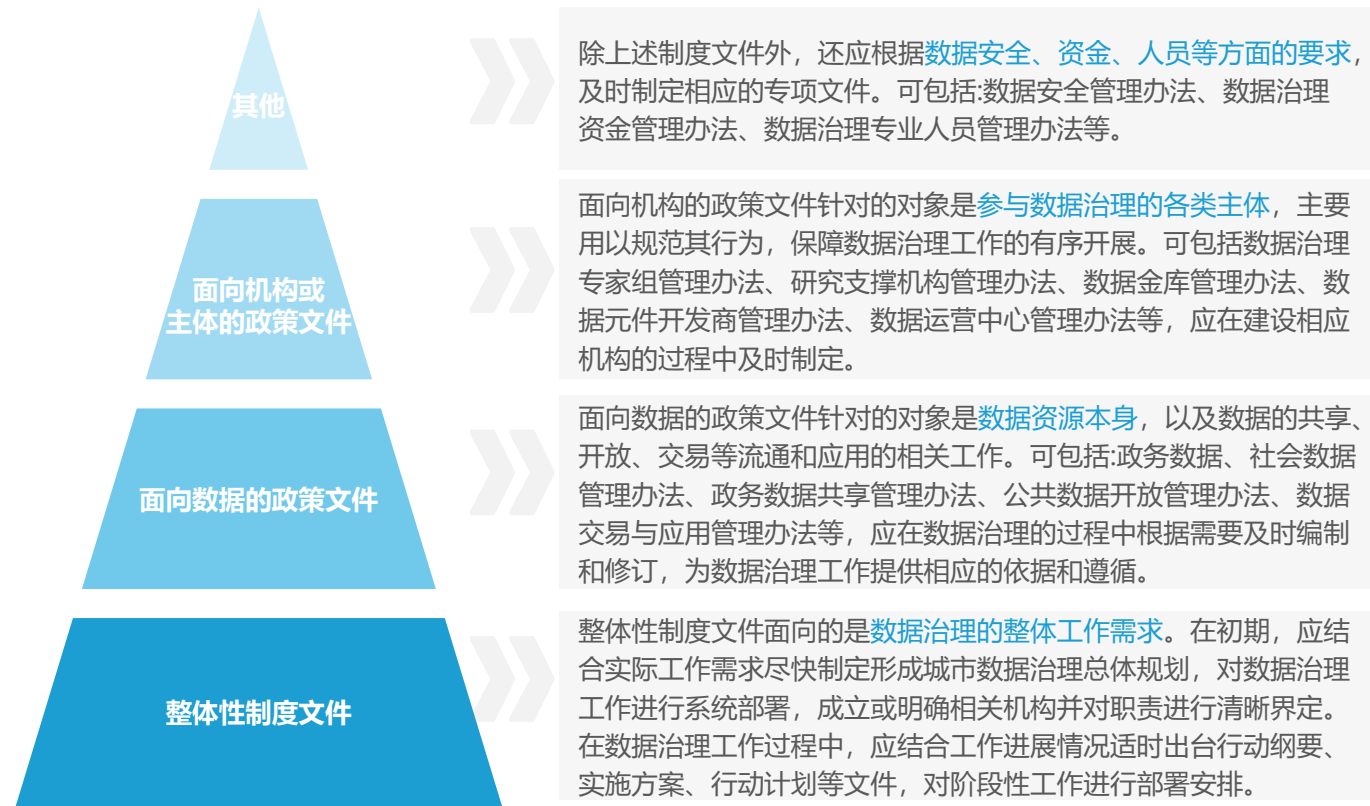 其他
除上述制度文件外，还应根据数据安全、资金、人员等方面的要求，
及时制定相应的专项文件。可包括:数据安全管理办法、数据治理
资金管理办法、数据治理专业人员管理办法等。
面向机构或
主体的政策文件
面向机构的政策文件针对的对象是参与数据治理的各类主体，主要
用以规范其行为，保障数据治理工作的有序开展。可包括数据治理
专家组管理办法、研究支撑机构管理办法、数据金库管理办法、数
据元件开发商管理办法、数据运营中心管理办法等，应在建设相应
机构的过程中及时制定。
面向数据的政策文件
面向数据的政策文件针对的对象是数据资源本身，以及数据的共享、
开放、交易等流通和应用的相关工作。可包括:政务数据、社会数据
管理办法、政务数据共享管理办法、公共数据开放管理办法、数据
交易与应用管理办法等，应在数据治理的过程中根据需要及时编制
和修订，为数据治理工作提供相应的依据和遵循。
整体性制度文件
整体性制度文件面向的是数据治理的整体工作需求。在初期，应结
合实际工作需求尽快制定形成城市数据治理总体规划，对数据治理
工作进行系统部署，成立或明确相关机构并对职责进行清晰界定。
在数据治理工作过程中，应结合工作进展情况适时出台行动纲要、
实施方案、行动计划等文件，对阶段性工作进行部署安排。